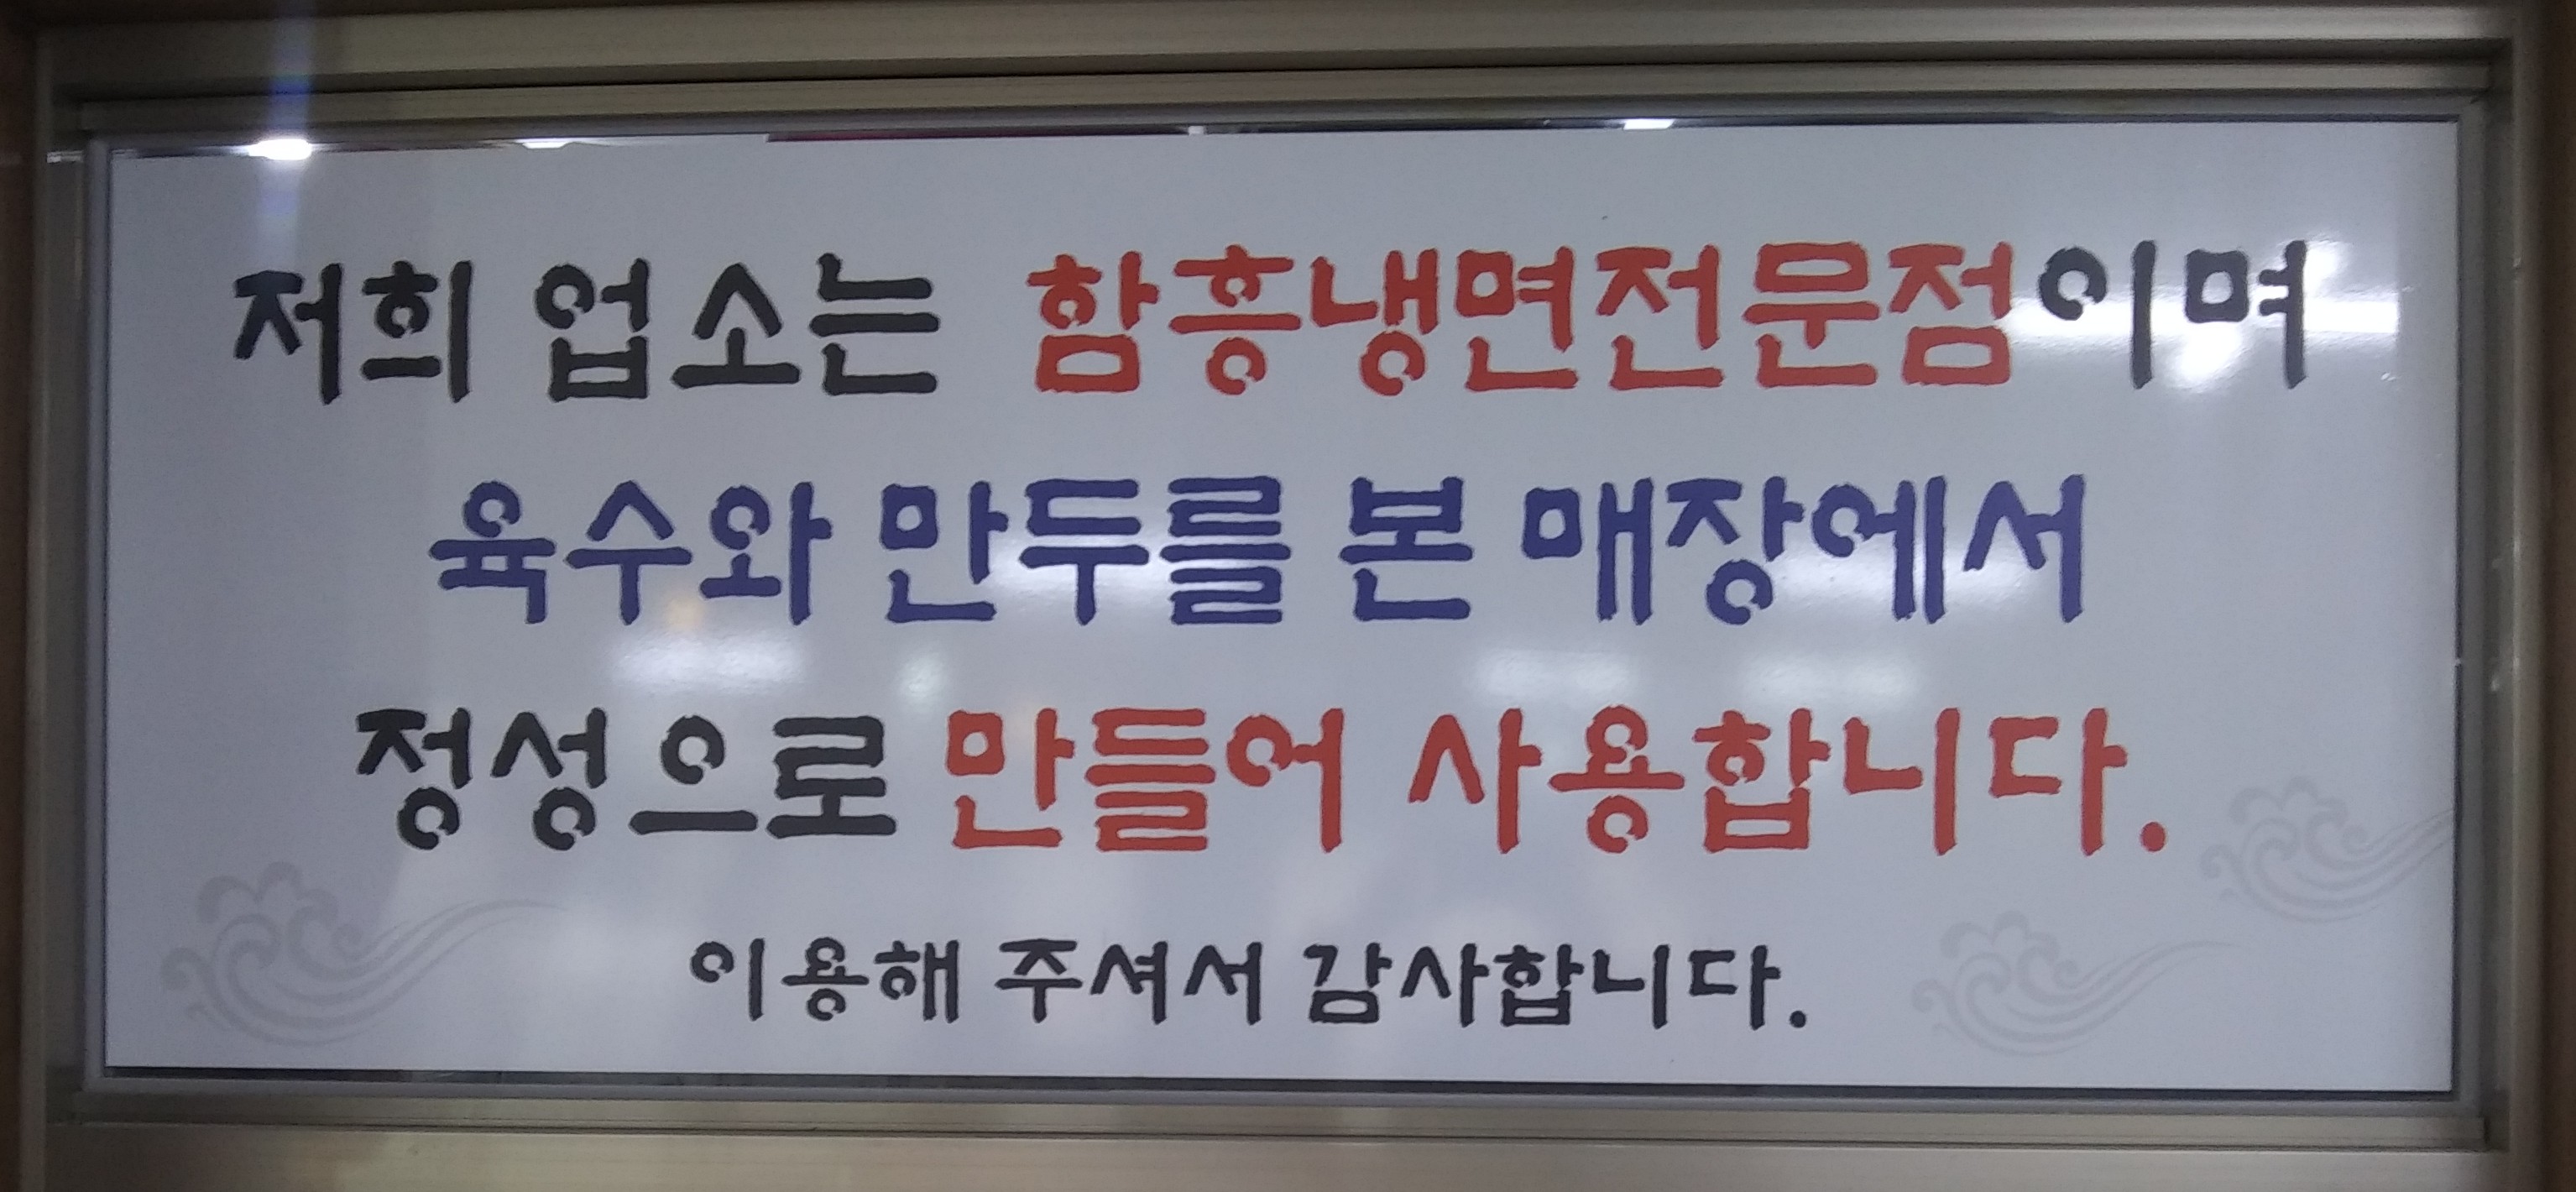 저희 업소는 함흥냉면전문점이며
육수와 만두를 본 매장에서
정성으로 만들어 사용합니다.
이용해 주셔서 감사합니다.